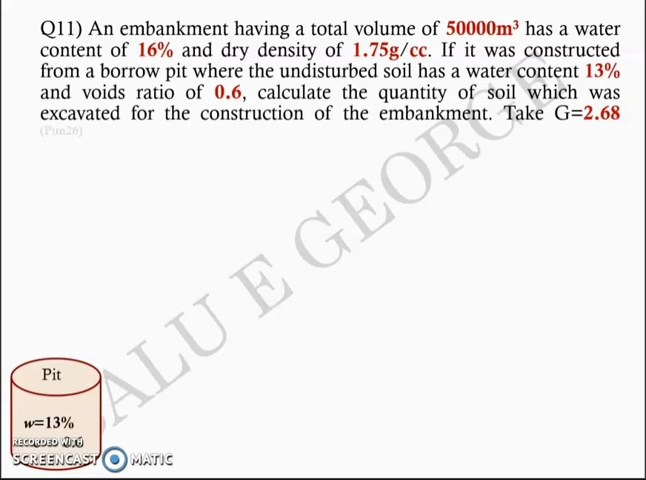 Q11) An embankment having a total volume of 50000m³ has a water
content of 16% and dry density of 1.75g/cc. If it was constructed
from a borrow pit where the undisturbed soil has a water content 13%
and voids ratio of 0.6, calculate the quantity of soil which was
excavated for the construction of the embankment. Take G=2.68
(Pun26)
ALU E GEORGE
Pit
w=13%
RECORDED WITH
SCREENCAST MATIC